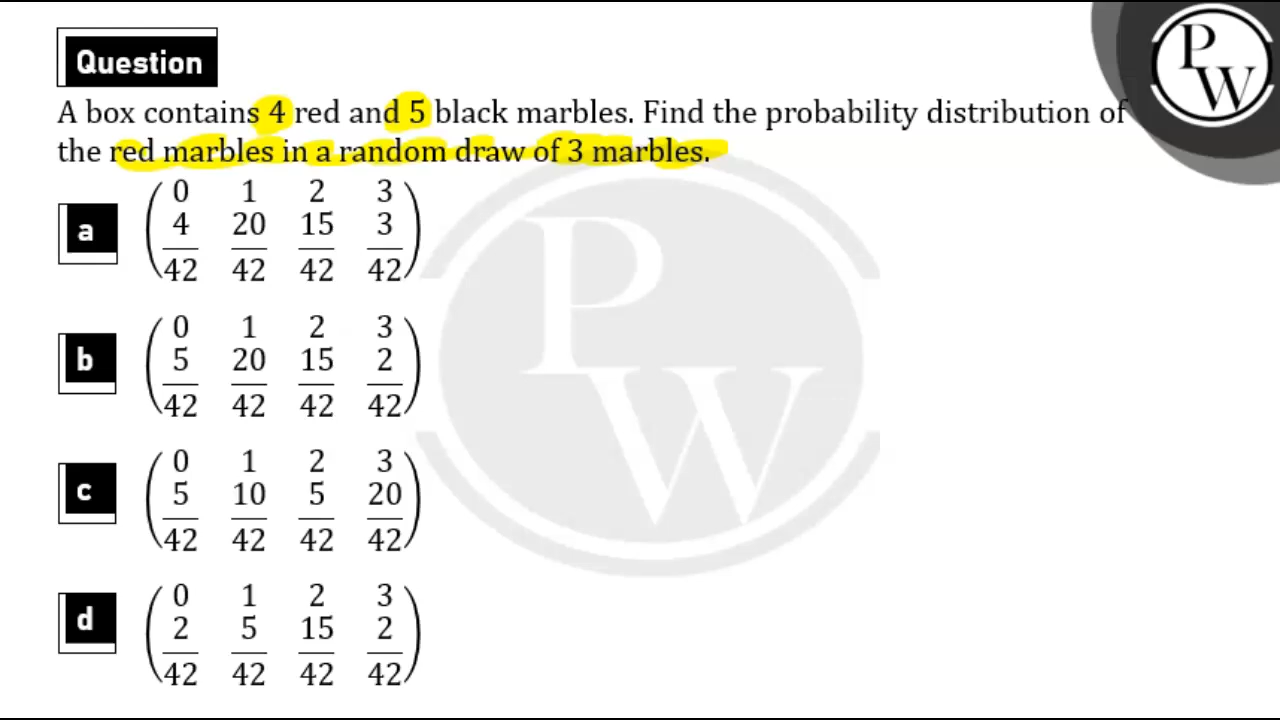 Question
PW
A box contains 4 red and 5 black marbles. Find the probability distribution of
the red marbles in a random draw of 3 marbles.
a
0 1 2 3
4 20 15 3
42 42 42 42
b
0 1 2 3
5 20 15 2
42 42 42 42
c
0 1 2 3
5 10 5 20
42 42 42 42
d
0 1 2 3
2 5 15 2
42 42 42 42
PW